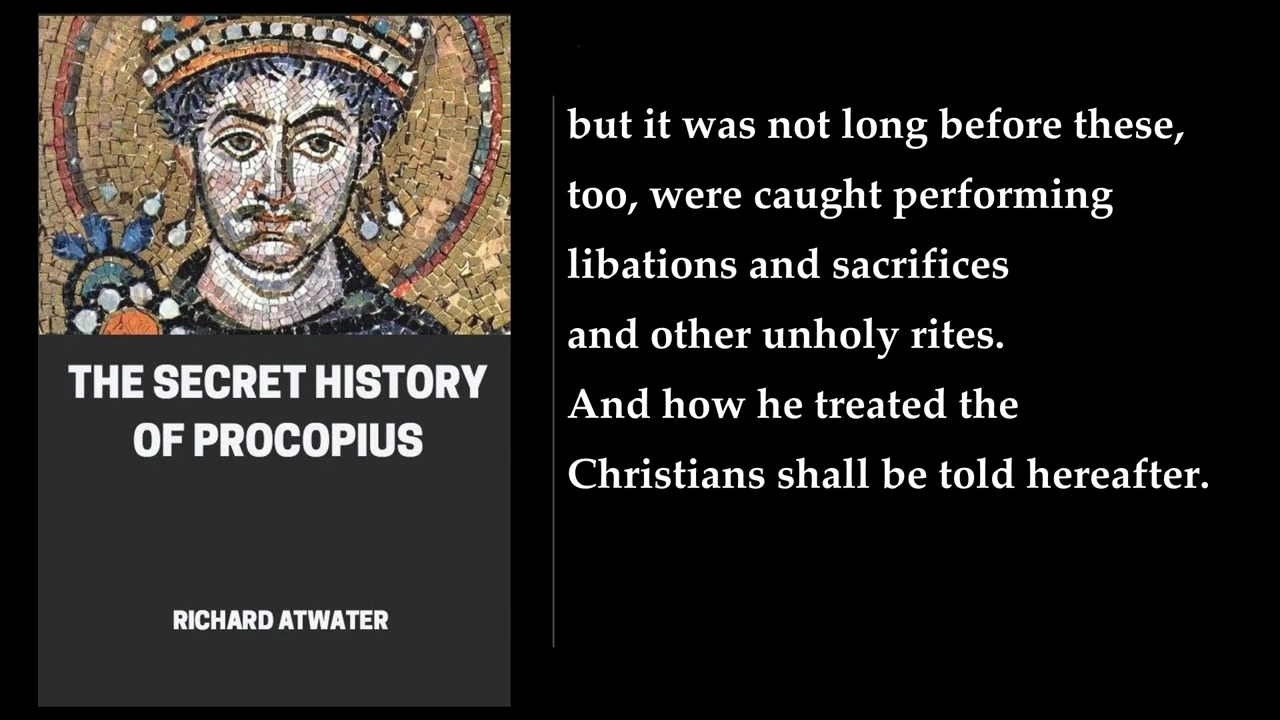 THE SECRET HISTORY
OF PROCOPIUS
RICHARD ATWATER
but it was not long before these,
too, were caught performing
libations and sacrifices
and other unholy rites.
And how he treated the
Christians shall be told hereafter.